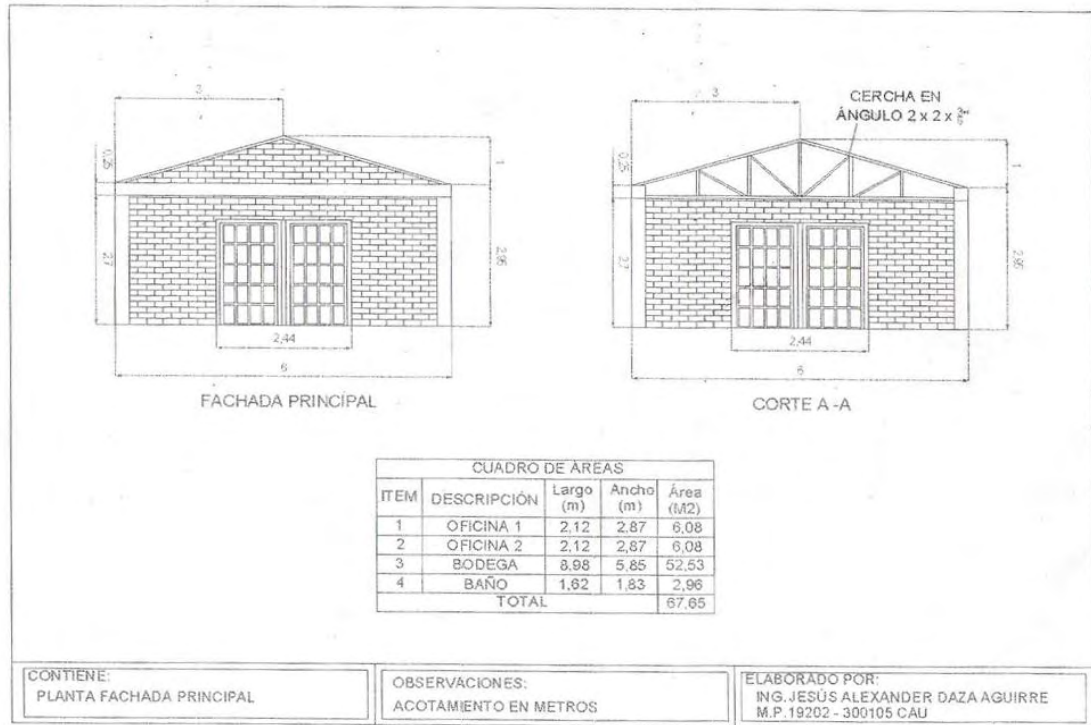 3
0,25
1
2,7
2,95
2,44
6
FACHADA PRINCIPAL
3
CERCHA EN
ÁNGULO 2 x 2 x
0,25
1
2,7
2,95
2,44
6
CORTE A -A
CUADRO DE ÁREAS
ITEM DESCRIPCIÓN Largo (m) Ancho (m) Área (M2)
1 OFICINA 1 2,12 2,87 6,08
2 OFICINA 2 2,12 2,87 6,08
3 BODEGA 8,98 5,85 52,53
4 BAÑO 1,62 1,83 2,96
TOTAL 67,65
CONTIENE:
PLANTA FACHADA PRINCIPAL
OBSERVACIONES:
ACOTAMIENTO EN METROS
ELABORADO POR:
ING.JESÚS ALEXANDER DAZA AGUIRRE
M.P.19202 - 300105 CAU